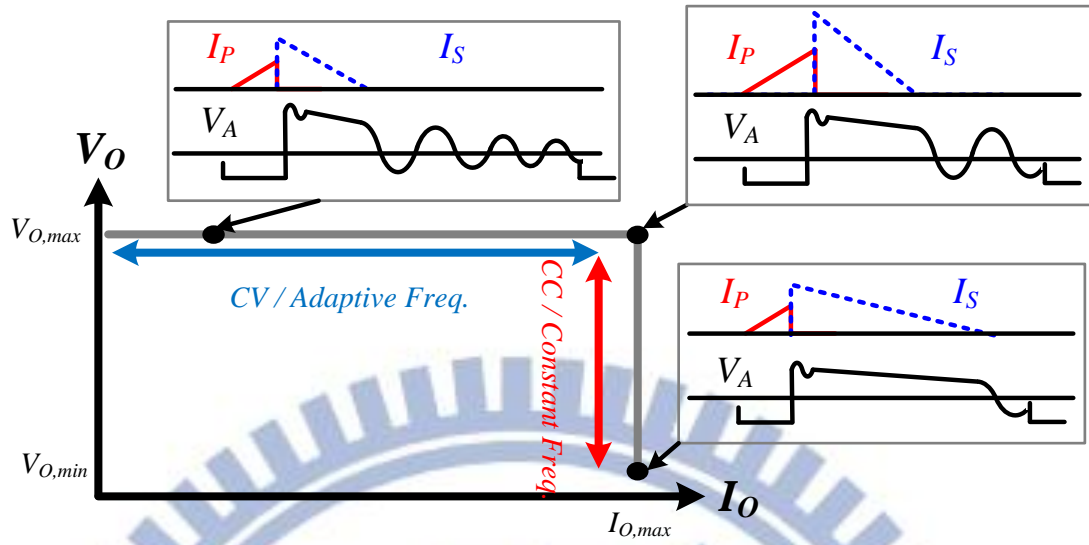 I_P I_S
V_A
I_P I_S
V_A
V_O
V_O,max
CV / Adaptive Freq.
CC / Constant Freq.
I_P I_S
V_A
V_O,min
I_O
I_O,max